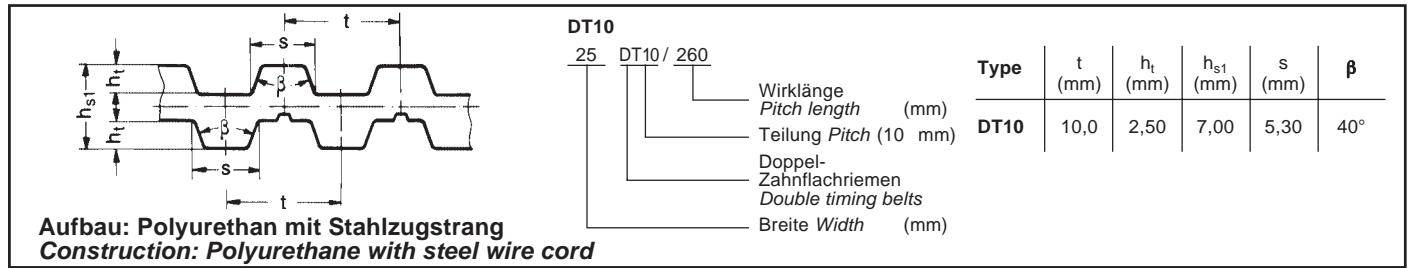 t
s
β
h_t
h_s1
h_t
β
s
t
Aufbau: Polyurethan mit Stahlzugstrang
Construction: Polyurethane with steel wire cord
DT10
25 DT10 / 260
Wirklänge
Pitch length (mm)
Teilung Pitch (10 mm)
Doppel-
Zahnflachriemen
Double timing belts
Breite Width (mm)
Type t h_t h_s1 s β
(mm) (mm) (mm) (mm)
DT10 10,0 2,50 7,00 5,30 40°